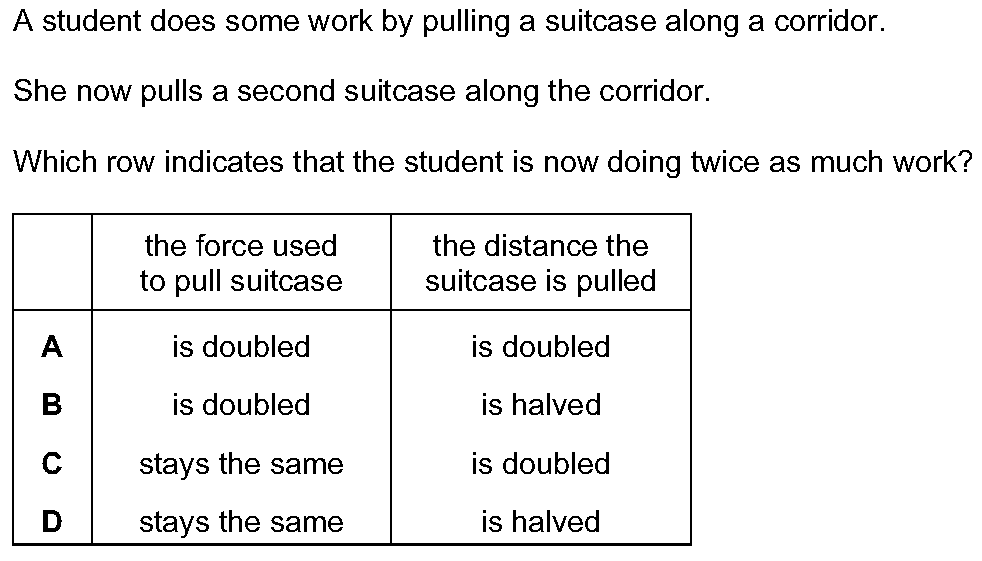 A student does some work by pulling a suitcase along a corridor.
She now pulls a second suitcase along the corridor.
Which row indicates that the student is now doing twice as much work?
the force used the distance the
to pull suitcase suitcase is pulled
A is doubled is doubled
B is doubled is halved
C stays the same is doubled
D stays the same is halved